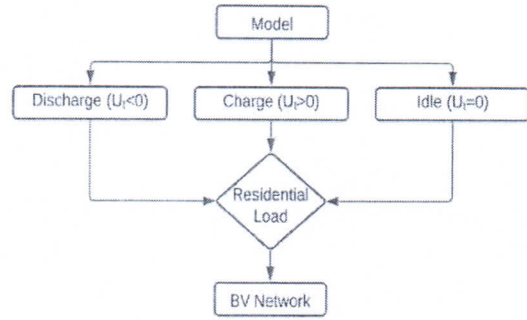 Model
Discharge (Uₜ<0)
Charge (Uₜ>0)
Idle (Uₜ=0)
Residential
Load
BV Network